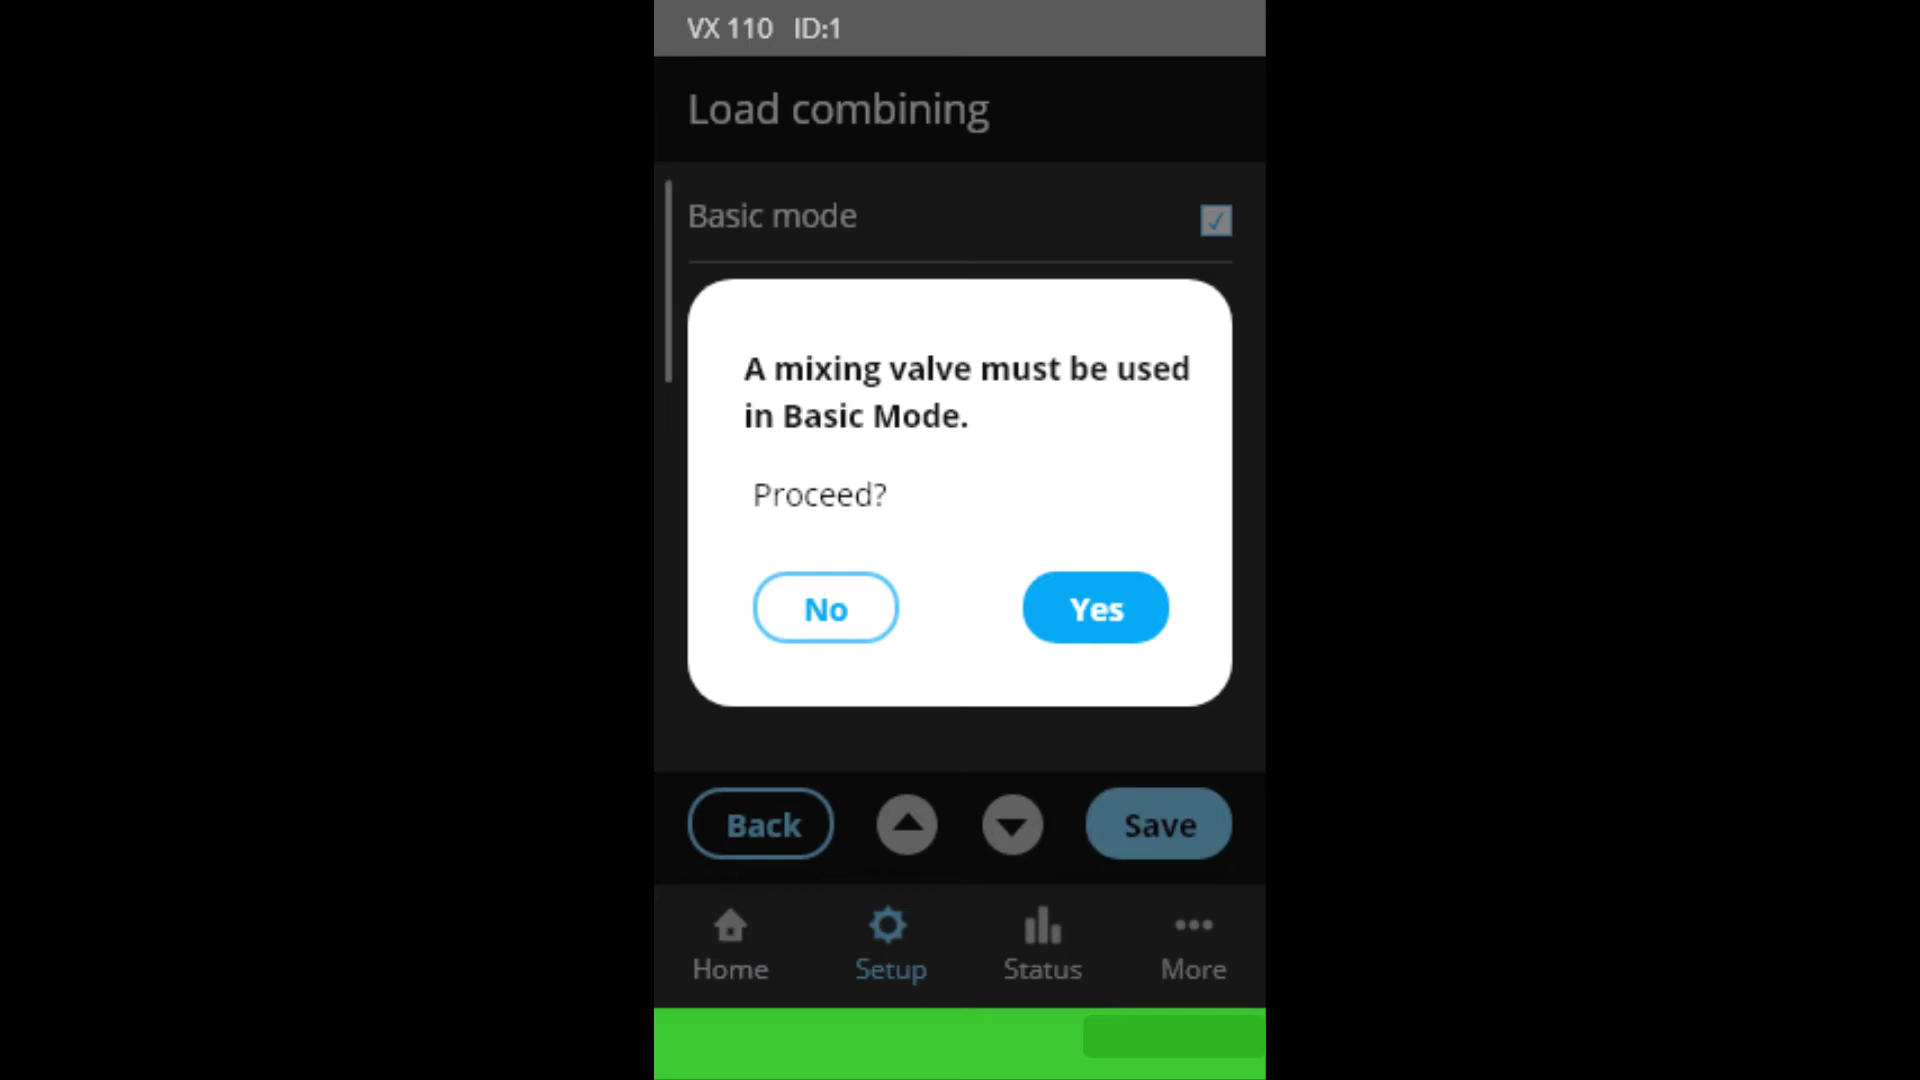 VX 110 ID:1
Load combining
Basic mode
A mixing valve must be used
in Basic Mode.
Proceed?
No Yes
Back Save
Home Setup Status More